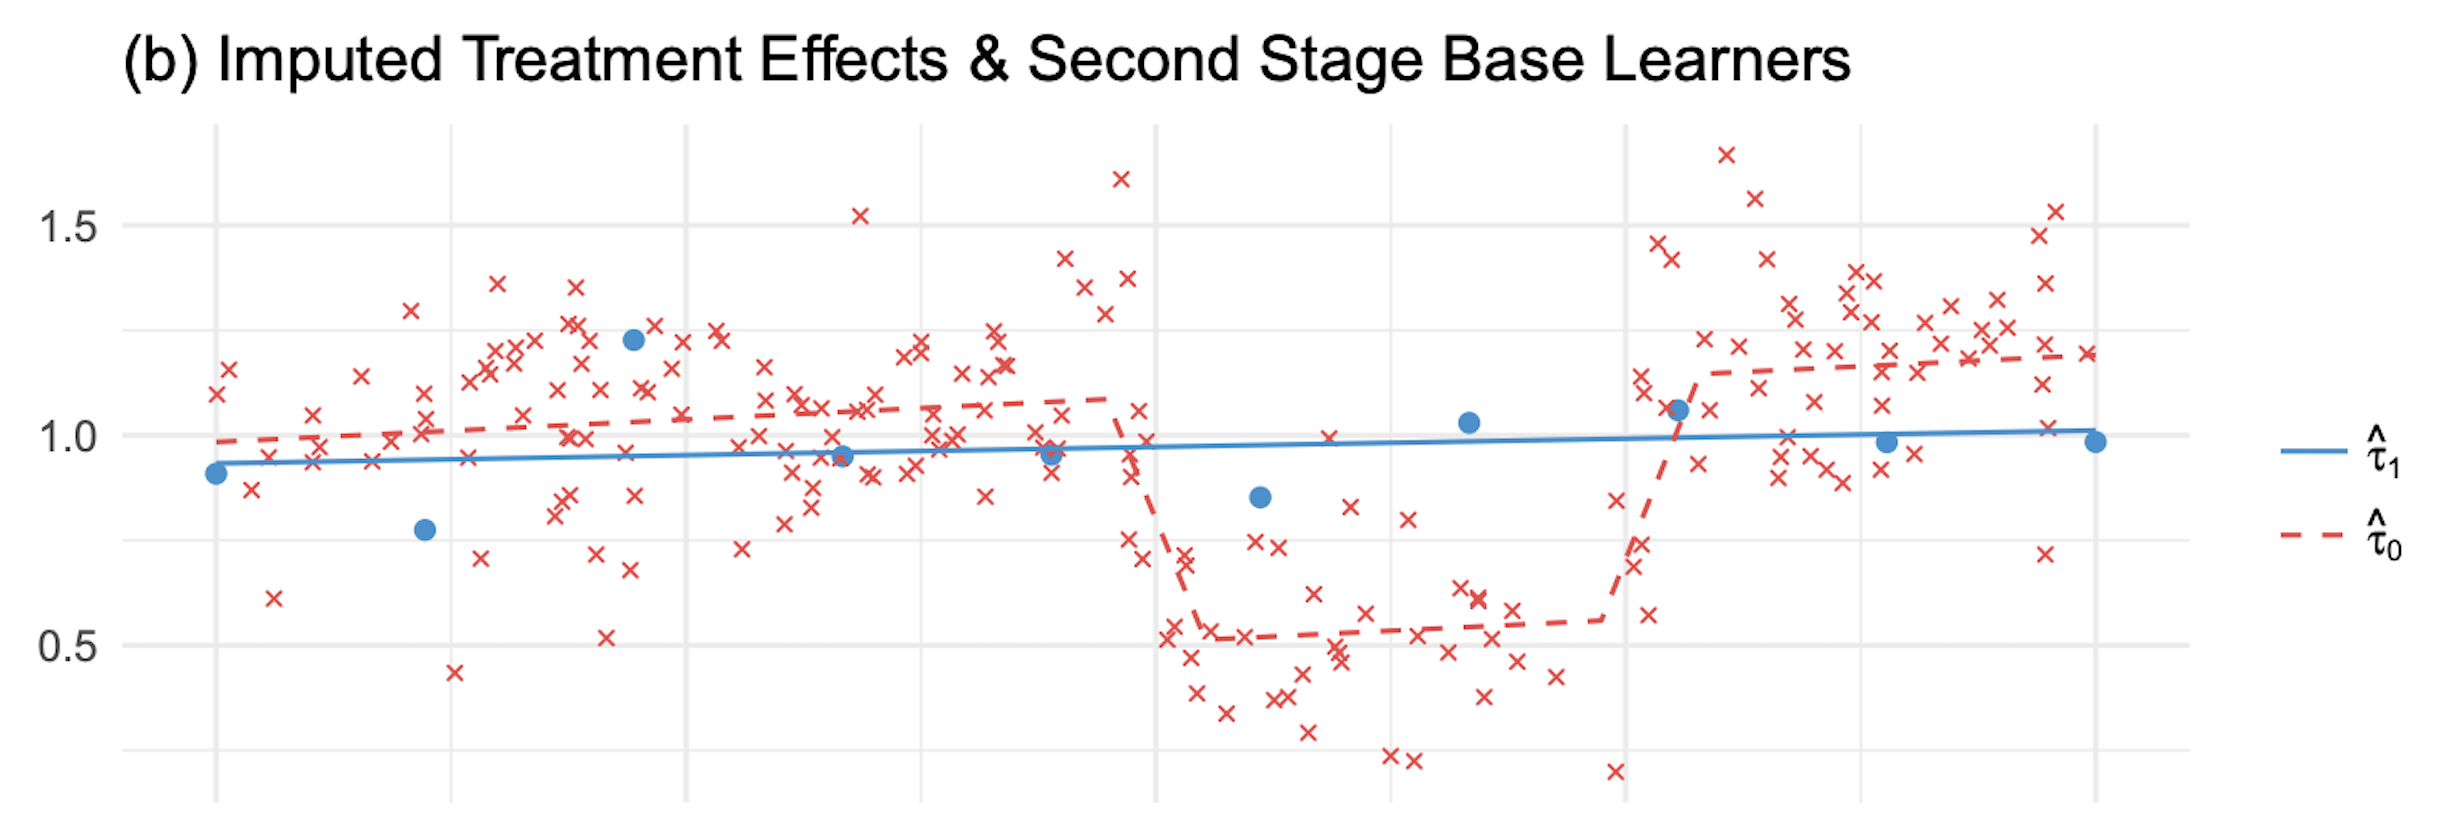 (b) Imputed Treatment Effects & Second Stage Base Learners
1.5
1.0
0.5
τ̂₁
τ̂₀